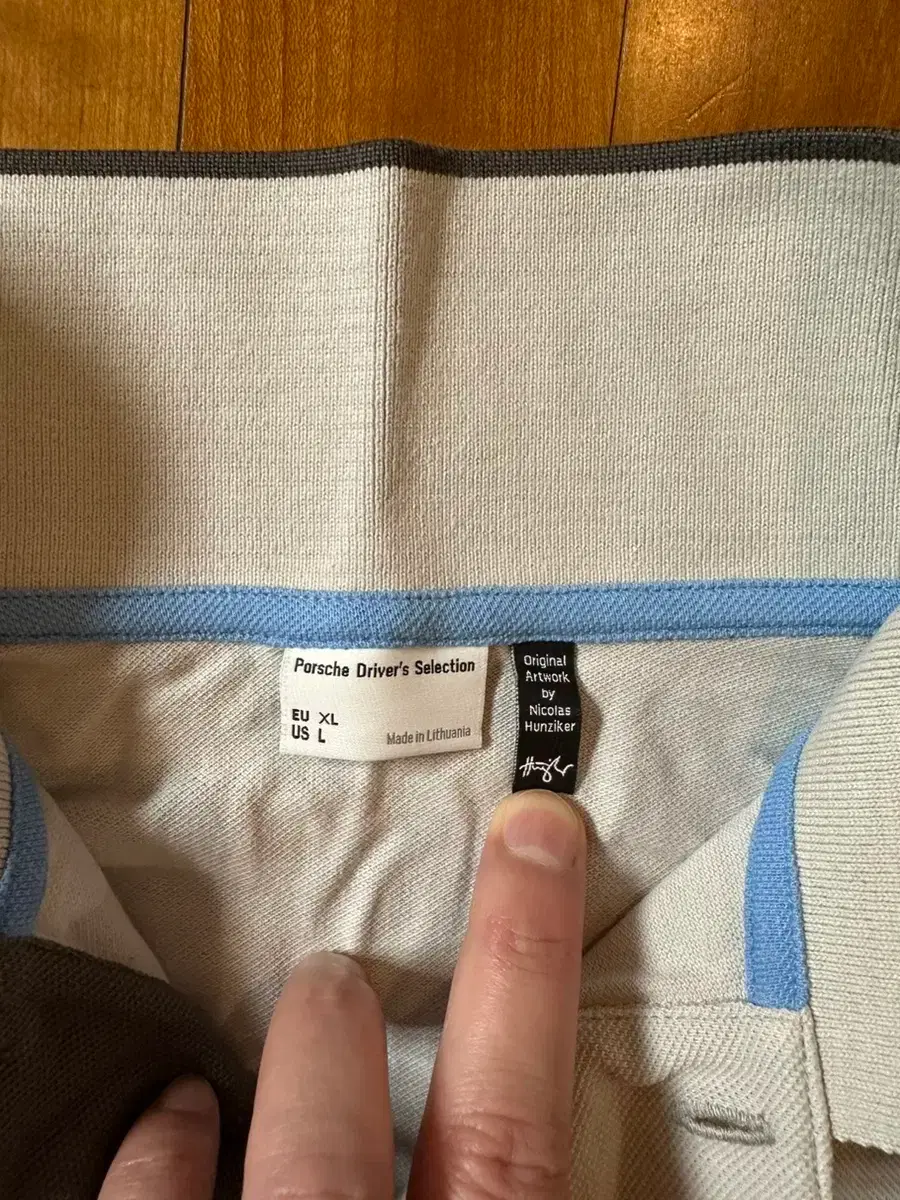 Porsche Driver's Selection
EU XL
US L
Made in Lithuania
Original
Artwork
by
Nicolas
Hunziker